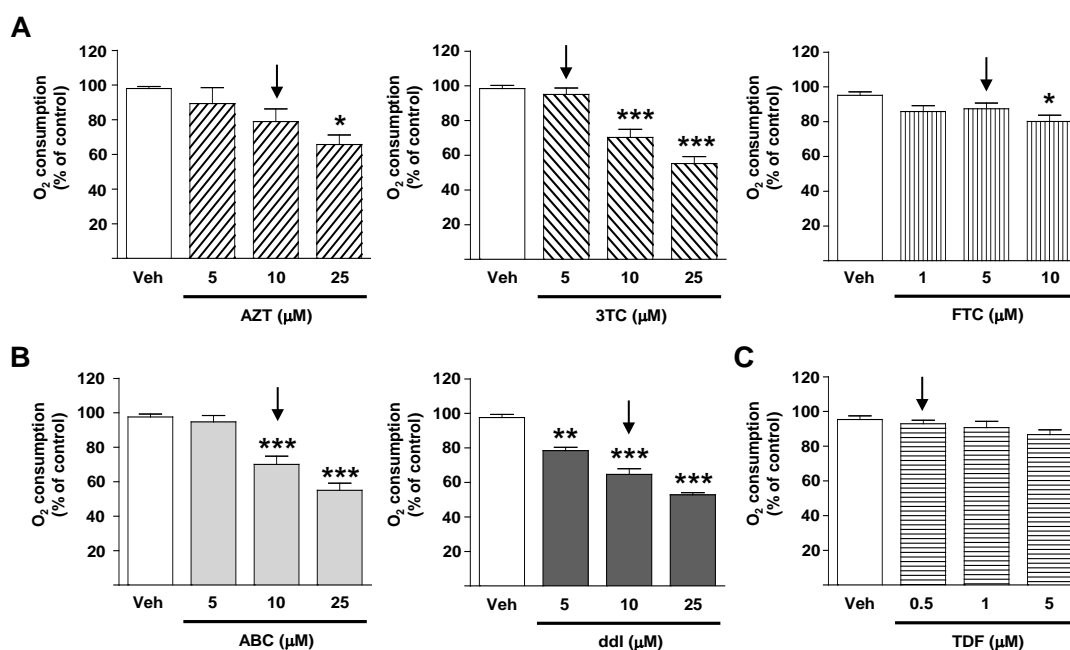 A
O2 consumption
(% of control)
120
100
80
60
40
20
*
Veh
5
10
25
AZT (μM)
O2 consumption
(% of control)
120
100
80
60
40
20
***
***
Veh
5
10
25
3TC (μM)
O2 consumption
(% of control)
120
100
80
60
40
20
*
Veh
1
5
10
FTC (μM)
B
O2 consumption
(% of control)
120
100
80
60
40
20
***
***
Veh
5
10
25
ABC (μM)
O2 consumption
(% of control)
120
100
80
60
40
20
**
***
***
Veh
5
10
25
ddI (μM)
C
O2 consumption
(% of control)
120
100
80
60
40
20
Veh
0.5
1
5
TDF (μM)